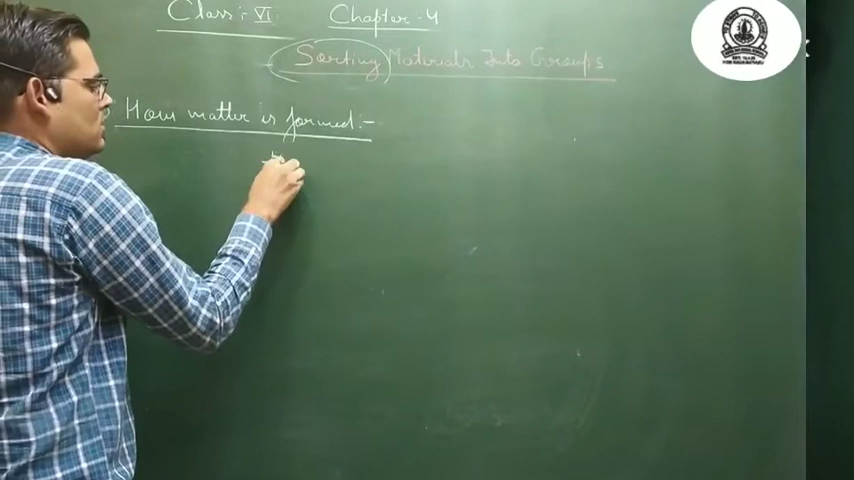 Class :- VI Chapter - 4
Sorting Materials Into Groups
How matter is formed :-